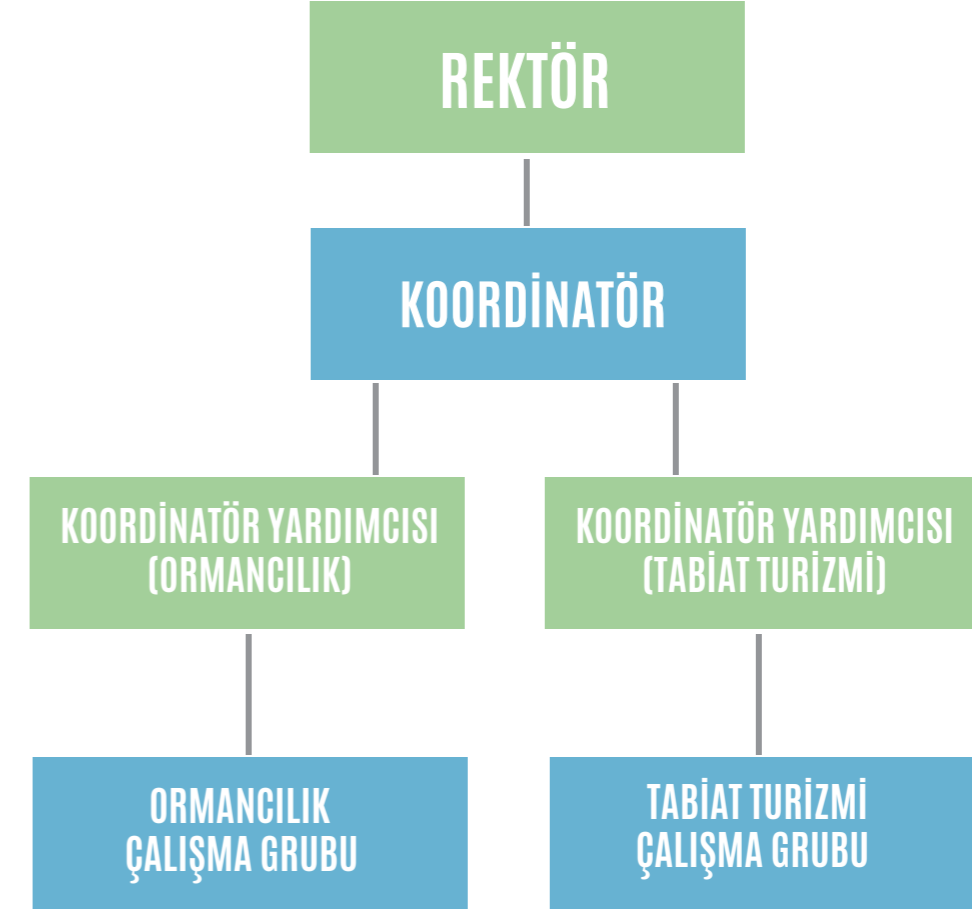 REKTÖR
KOORDİNATÖR
KOORDİNATÖR YARDIMCISI
(ORMANCILIK)
KOORDİNATÖR YARDIMCISI
(TABİAT TURİZMİ)
ORMANCILIK
ÇALIŞMA GRUBU
TABİAT TURİZMİ
ÇALIŞMA GRUBU